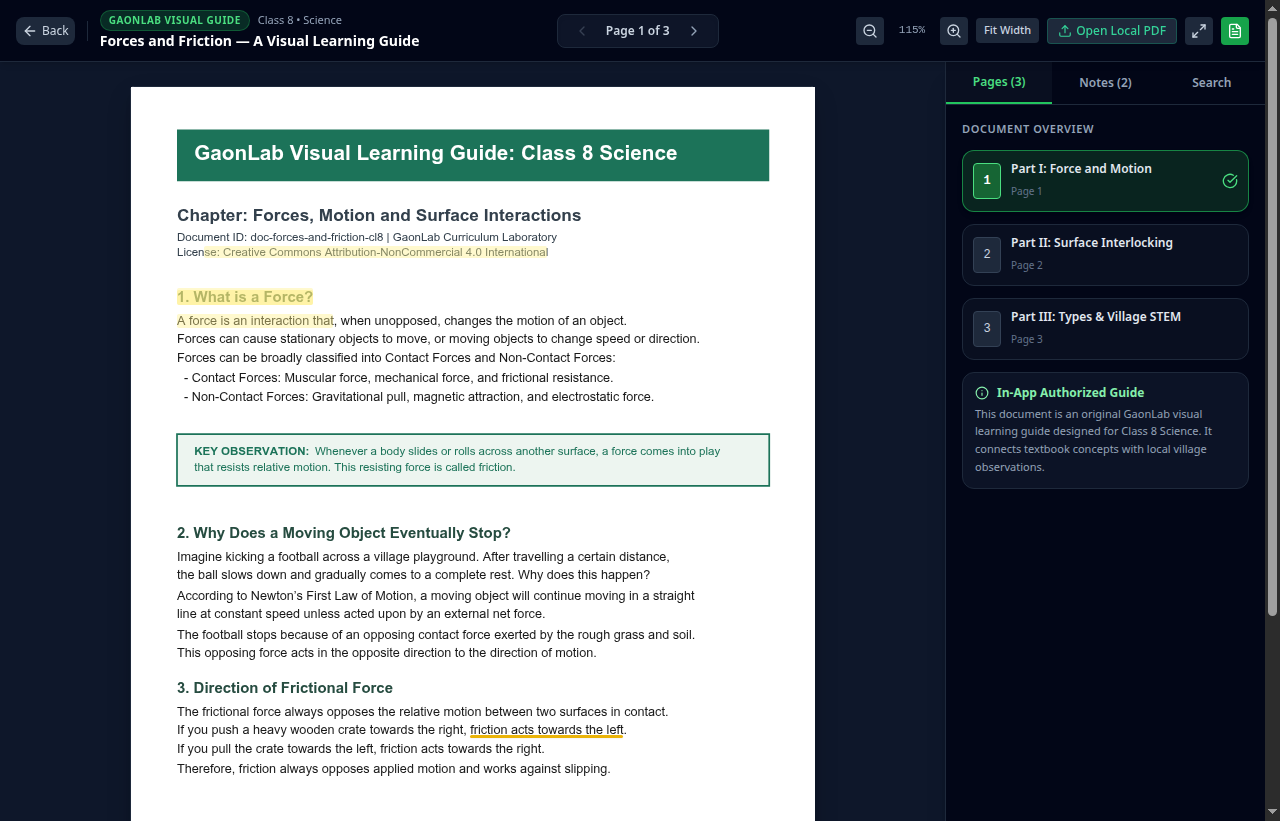 Back
GAONLAB VISUAL GUIDE
Class 8 • Science
Forces and Friction — A Visual Learning Guide
Page 1 of 3
115%
Fit Width
Open Local PDF
GaonLab Visual Learning Guide: Class 8 Science
Chapter: Forces, Motion and Surface Interactions
Document ID: doc-forces-and-friction-cl8 | GaonLab Curriculum Laboratory
License: Creative Commons Attribution-NonCommercial 4.0 International
1. What is a Force?
A force is an interaction that, when unopposed, changes the motion of an object.
Forces can cause stationary objects to move, or moving objects to change speed or direction.
Forces can be broadly classified into Contact Forces and Non-Contact Forces:
- Contact Forces: Muscular force, mechanical force, and frictional resistance.
- Non-Contact Forces: Gravitational pull, magnetic attraction, and electrostatic force.
KEY OBSERVATION: Whenever a body slides or rolls across another surface, a force comes into play
that resists relative motion. This resisting force is called friction.
2. Why Does a Moving Object Eventually Stop?
Imagine kicking a football across a village playground. After travelling a certain distance,
the ball slows down and gradually comes to a complete rest. Why does this happen?
According to Newton's First Law of Motion, a moving object will continue moving in a straight
line at constant speed unless acted upon by an external net force.
The football stops because of an opposing contact force exerted by the rough grass and soil.
This opposing force acts in the opposite direction to the direction of motion.
3. Direction of Frictional Force
The frictional force always opposes the relative motion between two surfaces in contact.
If you push a heavy wooden crate towards the right, friction acts towards the left.
If you pull the crate towards the left, friction acts towards the right.
Therefore, friction always opposes applied motion and works against slipping.
Pages (3)
Notes (2)
Search
DOCUMENT OVERVIEW
1
Part I: Force and Motion
Page 1
2
Part II: Surface Interlocking
Page 2
3
Part III: Types & Village STEM
Page 3
In-App Authorized Guide
This document is an original GaonLab visual
learning guide designed for Class 8 Science. It
connects textbook concepts with local village
observations.